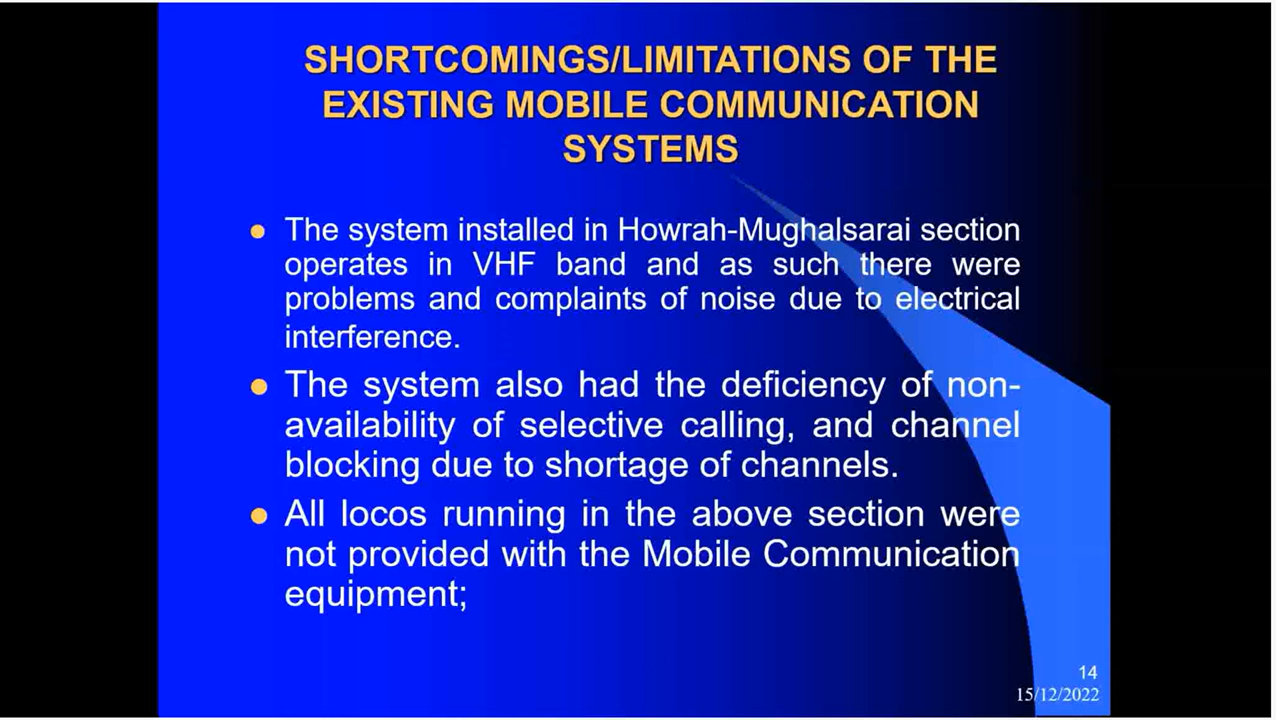 SHORTCOMINGS/LIMITATIONS OF THE
EXISTING MOBILE COMMUNICATION
SYSTEMS
● The system installed in Howrah-Mughalsarai section
operates in VHF band and as such there were
problems and complaints of noise due to electrical
interference.
● The system also had the deficiency of non-
availability of selective calling, and channel
blocking due to shortage of channels.
● All locos running in the above section were
not provided with the Mobile Communication
equipment;
14
15/12/2022